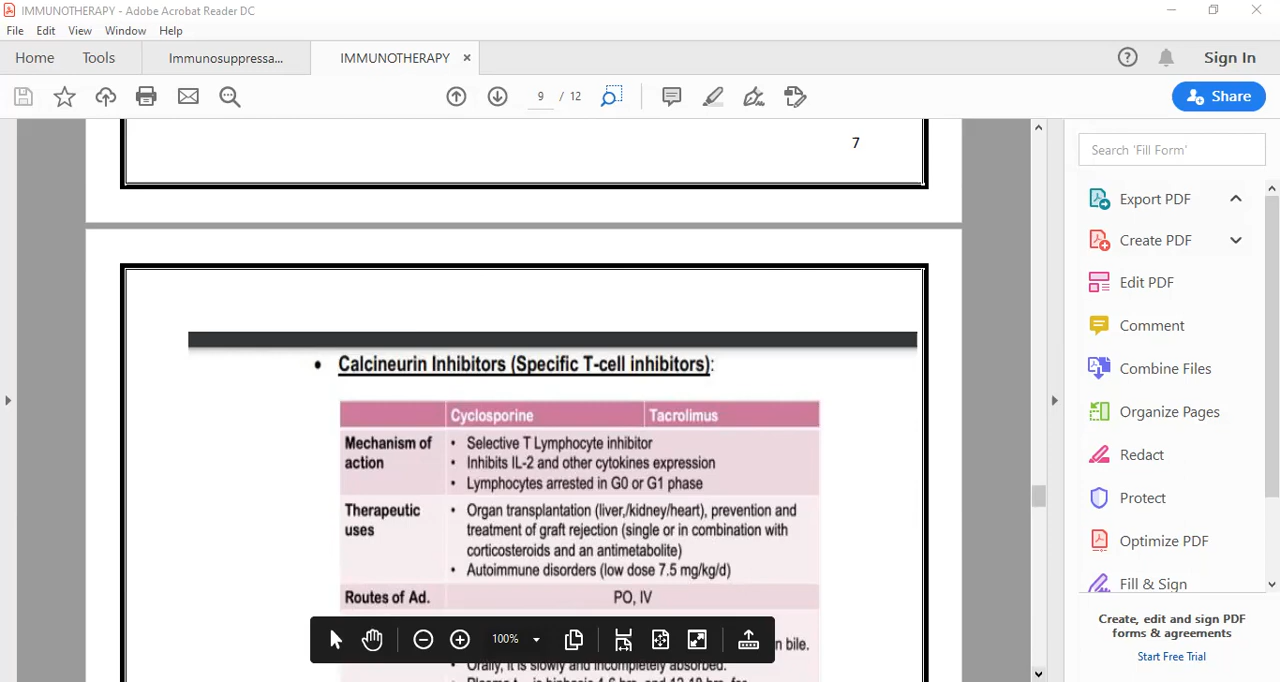 IMMUNOTHERAPY - Adobe Acrobat Reader DC
File Edit View Window Help
Home Tools Immunosuppressa... IMMUNOTHERAPY × Sign In
9 / 12 Share
7
Search 'Fill Form'
Export PDF
Create PDF
Edit PDF
Comment
Combine Files
Organize Pages
Redact
Protect
Optimize PDF
Fill & Sign
Create, edit and sign PDF
forms & agreements
Start Free Trial
• Calcineurin Inhibitors (Specific T-cell inhibitors):
Cyclosporine Tacrolimus
Mechanism of
action
• Selective T Lymphocyte inhibitor
• Inhibits IL-2 and other cytokines expression
• Lymphocytes arrested in G0 or G1 phase
Therapeutic
uses
• Organ transplantation (liver,/kidney/heart), prevention and
treatment of graft rejection (single or in combination with
corticosteroids and an antimetabolite)
• Autoimmune disorders (low dose 7.5 mg/kg/d)
Routes of Ad. PO, IV
100%
n bile.
• Orally, it is slowly and incompletely absorbed.